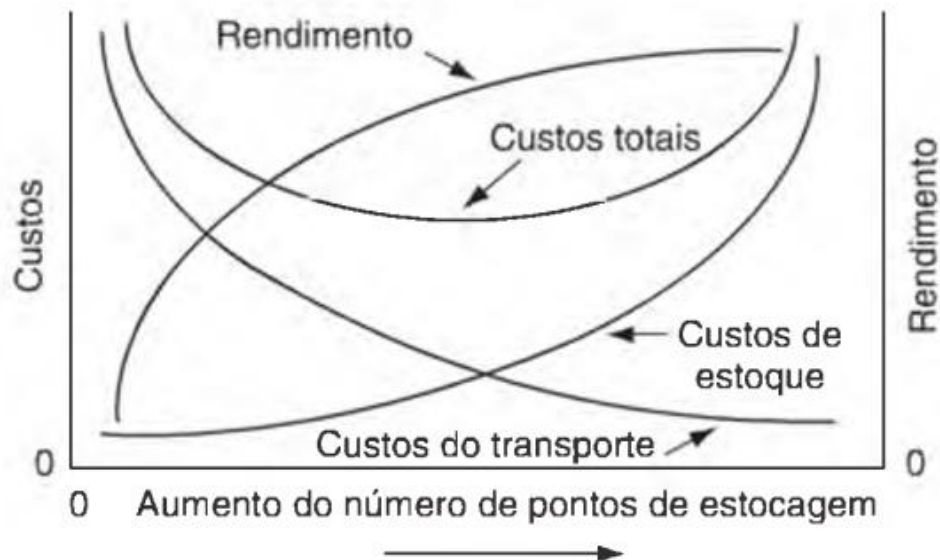 Rendimento
Custos totais
Custos
Rendimento
Custos de
estoque
Custos do transporte
0
0
0
Aumento do número de pontos de estocagem